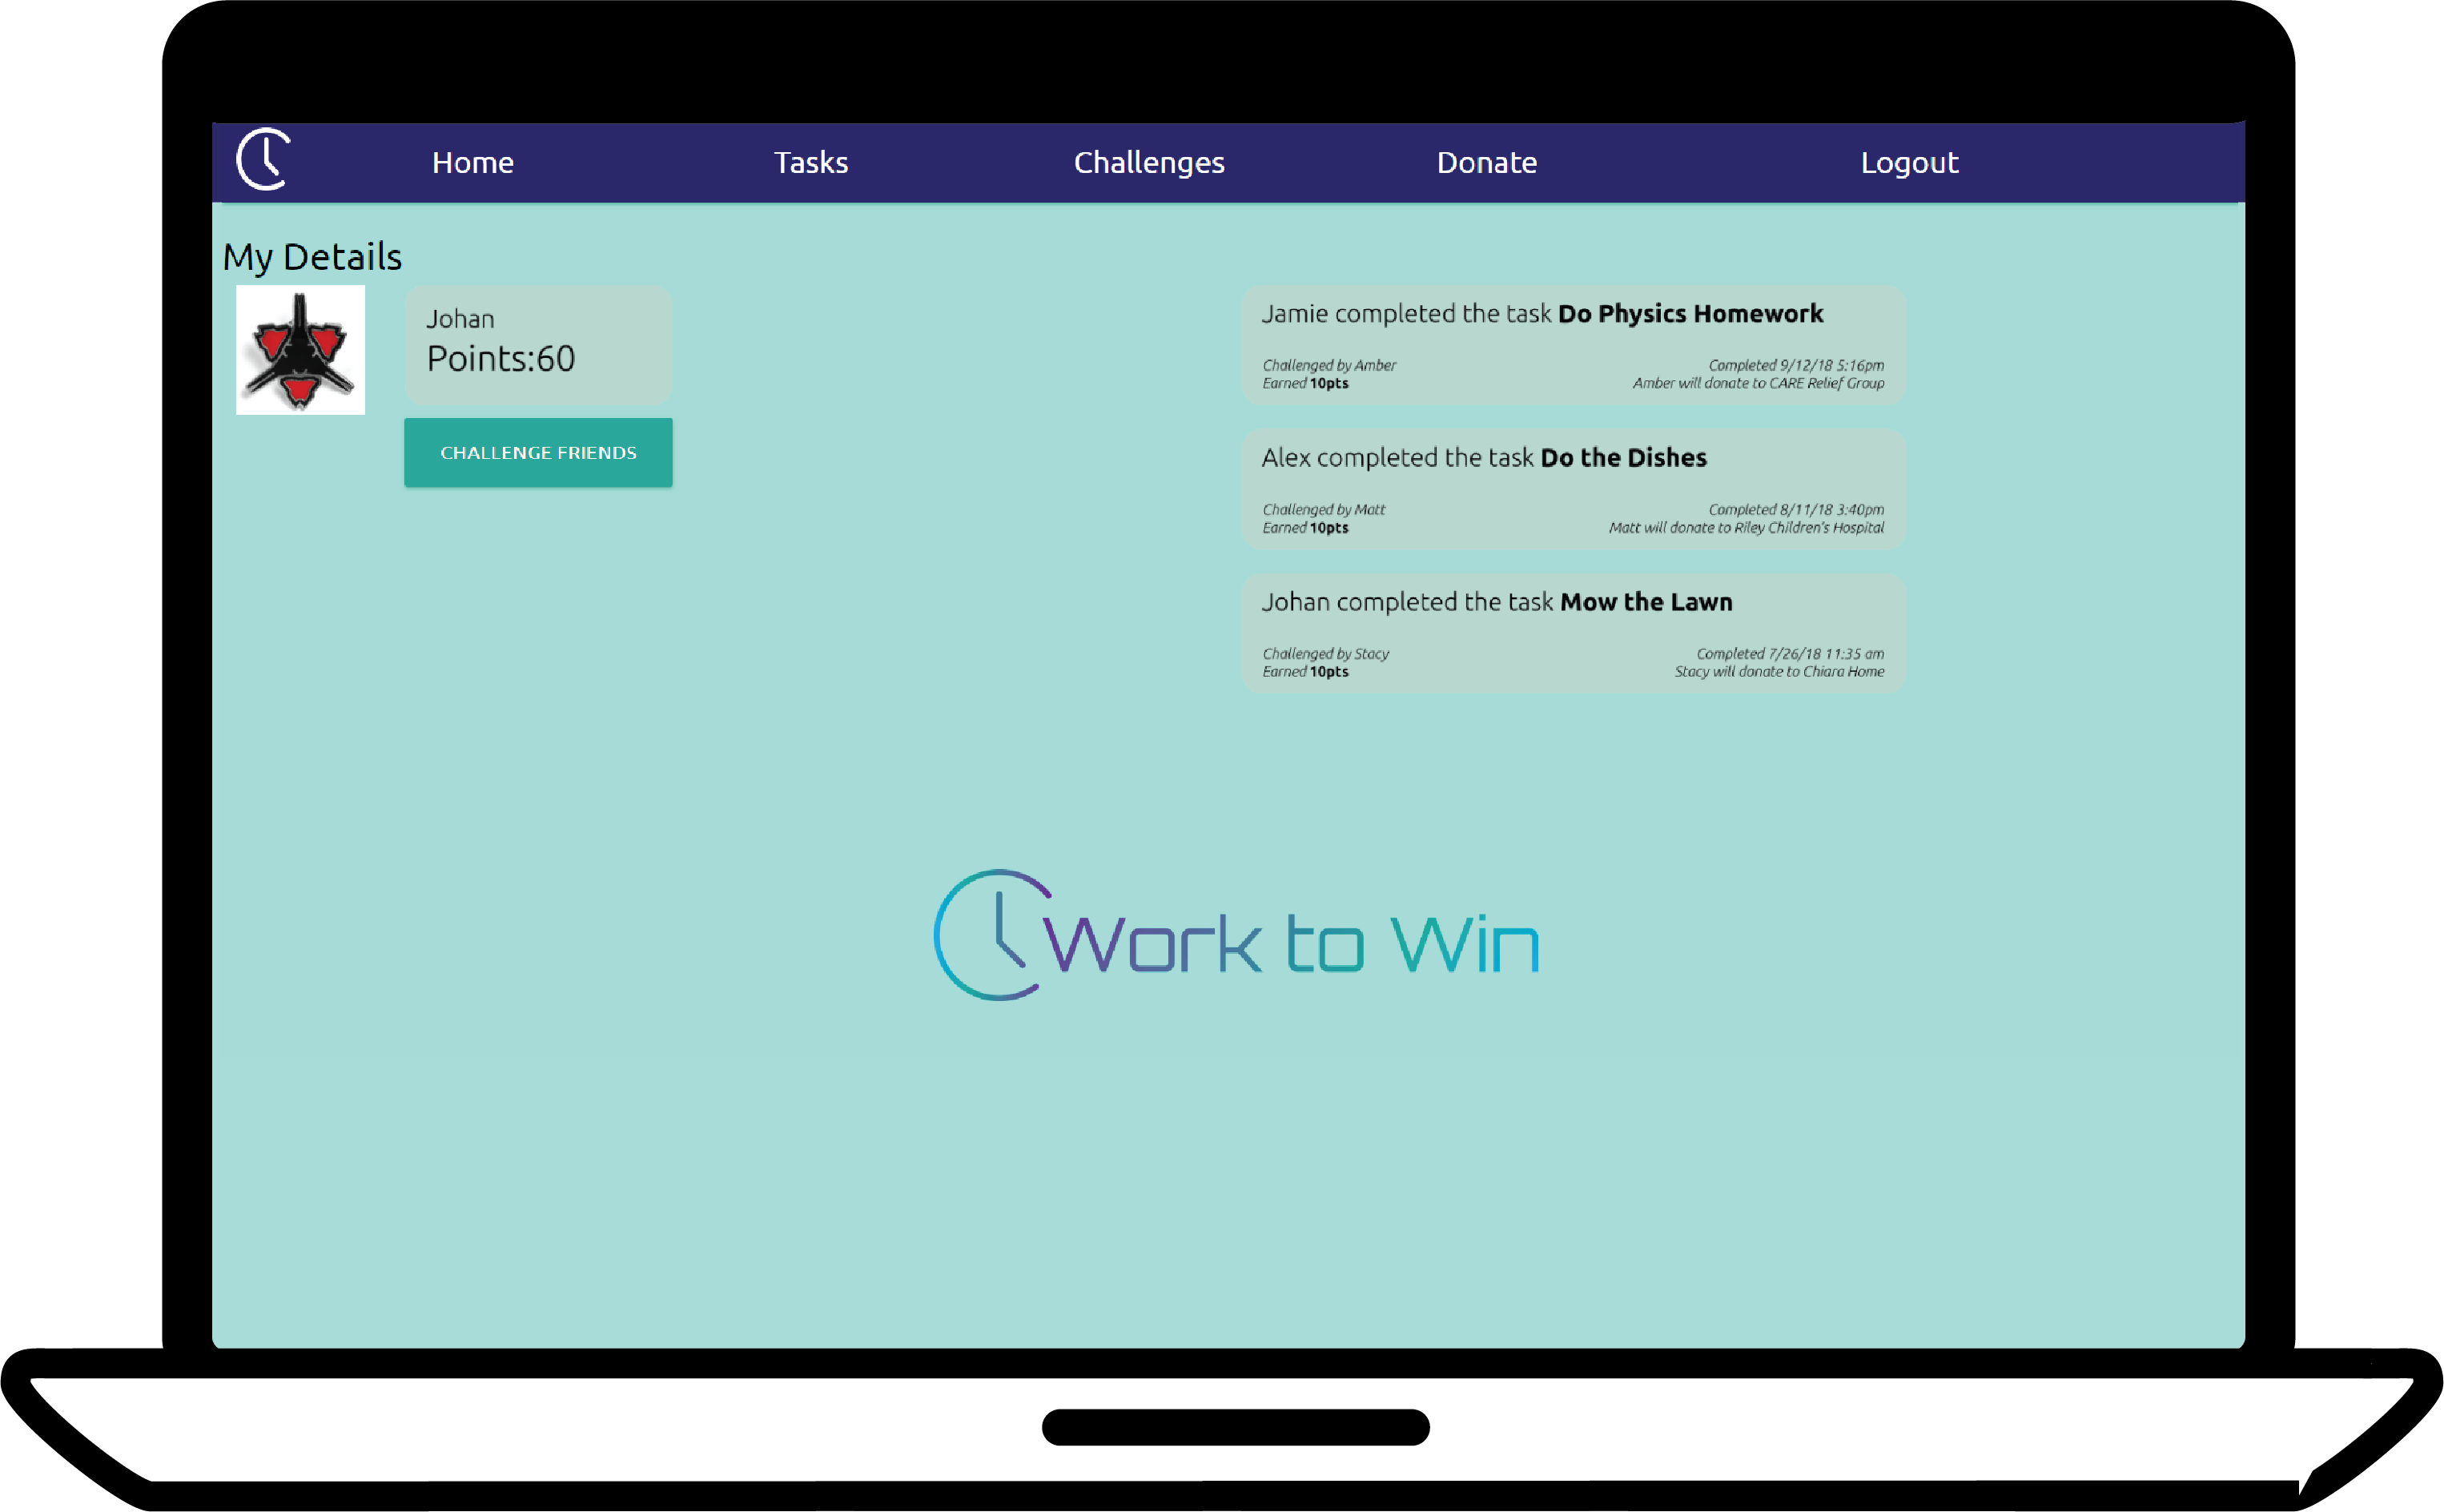 Home Tasks Challenges Donate Logout
My Details
Johan
Points:60
CHALLENGE FRIENDS
Jamie completed the task Do Physics Homework
Challenged by Amber Completed 9/12/18 5:16pm
Earned 10pts Amber will donate to CARE Relief Group
Alex completed the task Do the Dishes
Challenged by Matt Completed 8/11/18 3:40pm
Earned 10pts Matt will donate to Riley Children's Hospital
Johan completed the task Mow the Lawn
Challenged by Stacy Completed 7/26/18 11:35 am
Earned 10pts Stacy will donate to Chiara Home
Work to Win